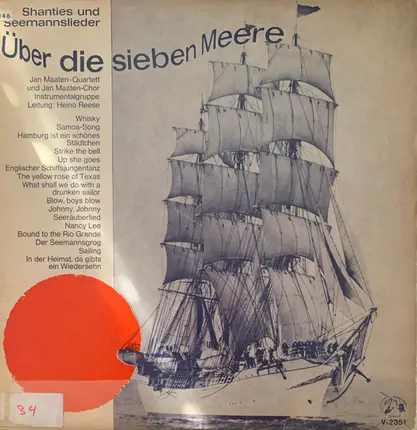 246
Shanties und
Seemannslieder
Über die sieben Meere
Jan Maaten-Quartett
und Jan Maaten-Chor
Instrumentalgruppe
Leitung: Heino Reese
Whisky
Samoa-Song
Hamburg ist ein schönes
Städtchen
Strike the bell
Up she goes
Englischer Schiffsjungentanz
The yellow rose of Texas
What shall we do with a
drunken sailor
Blow, boys blow
Johnny, Johnny
Seeräuberlied
Nancy Lee
Bound to the Rio Grande
Der Seemannsgrog
Sailing
In der Heimat, da gibts
ein Wiedersehn
34
V-2351